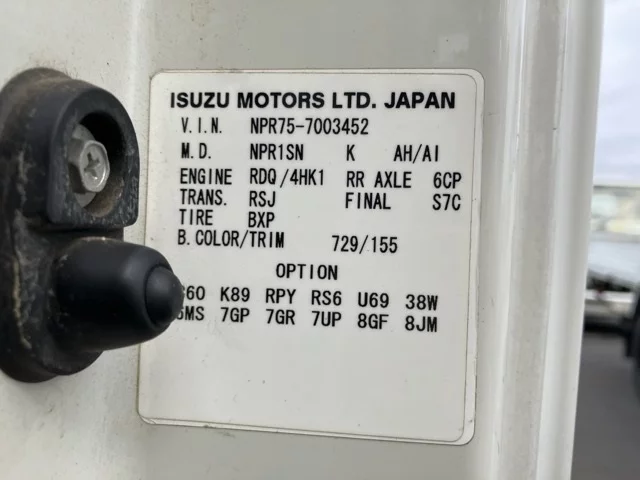 ISUZU MOTORS LTD. JAPAN
V.I.N. NPR75-7003452
M.D. NPR1SN K AH/AI
ENGINE RDQ/4HK1 RR AXLE 6CP
TRANS. RSJ FINAL S7C
TIRE BXP
B.COLOR/TRIM 729/155
OPTION
K89 RPY RS6 U69 38W
7GP 7GR 7UP 8GF 8JM